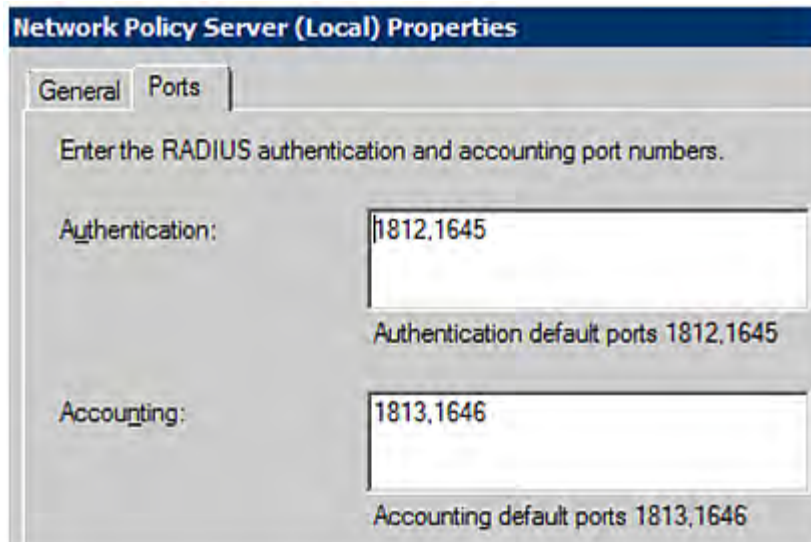 Network Policy Server (Local) Properties
General Ports
Enter the RADIUS authentication and accounting port numbers.
Authentication: 1812,1645
Authentication default ports 1812,1645
Accounting: 1813,1646
Accounting default ports 1813,1646